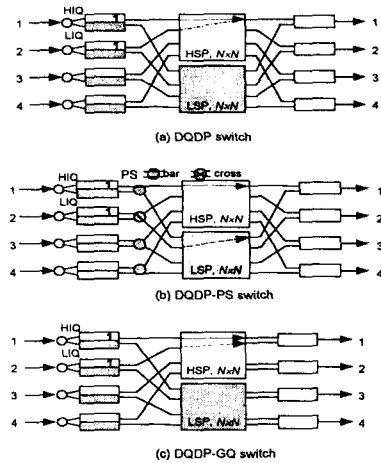 HIQ
1 1 1
LIQ
2 HSP, N×N 2
3 3
4 LSP, N×N 4
(a) DQDP switch
PS bar cross
HIQ
1 1 1
LIQ
2 HSP, N×N 2
3 3
4 LSP, N×N 4
(b) DQDP-PS switch
HIQ
1 1 1
LIQ
2 HSP, N×N 2
3 3
4 LSP, N×N 4
(c) DQDP-GQ switch